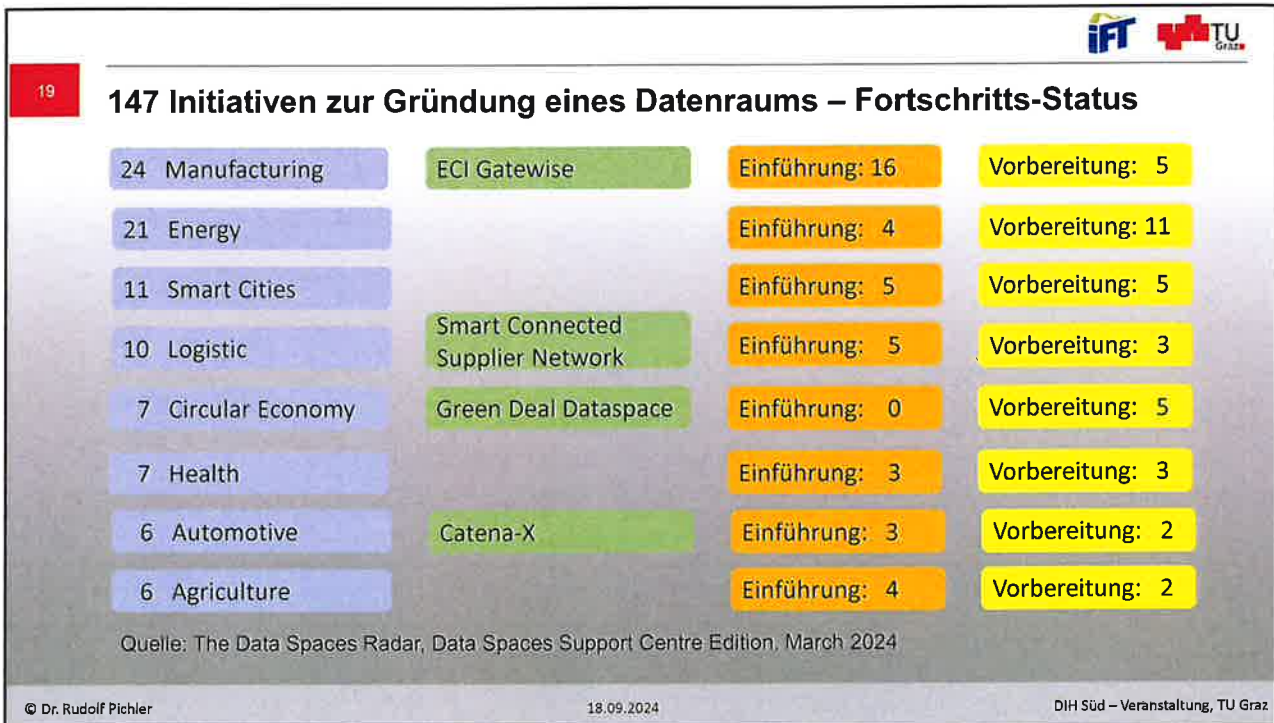 iFT TU
Graz
19
147 Initiativen zur Gründung eines Datenraums – Fortschritts-Status
24 Manufacturing ECI Gatewise Einführung: 16 Vorbereitung: 5
21 Energy Einführung: 4 Vorbereitung: 11
11 Smart Cities Einführung: 5 Vorbereitung: 5
10 Logistic Smart Connected Einführung: 5 Vorbereitung: 3
Supplier Network
7 Circular Economy Green Deal Dataspace Einführung: 0 Vorbereitung: 5
7 Health Einführung: 3 Vorbereitung: 3
6 Automotive Catena-X Einführung: 3 Vorbereitung: 2
6 Agriculture Einführung: 4 Vorbereitung: 2
Quelle: The Data Spaces Radar, Data Spaces Support Centre Edition, March 2024
© Dr. Rudolf Pichler 18.09.2024 DIH Süd – Veranstaltung, TU Graz